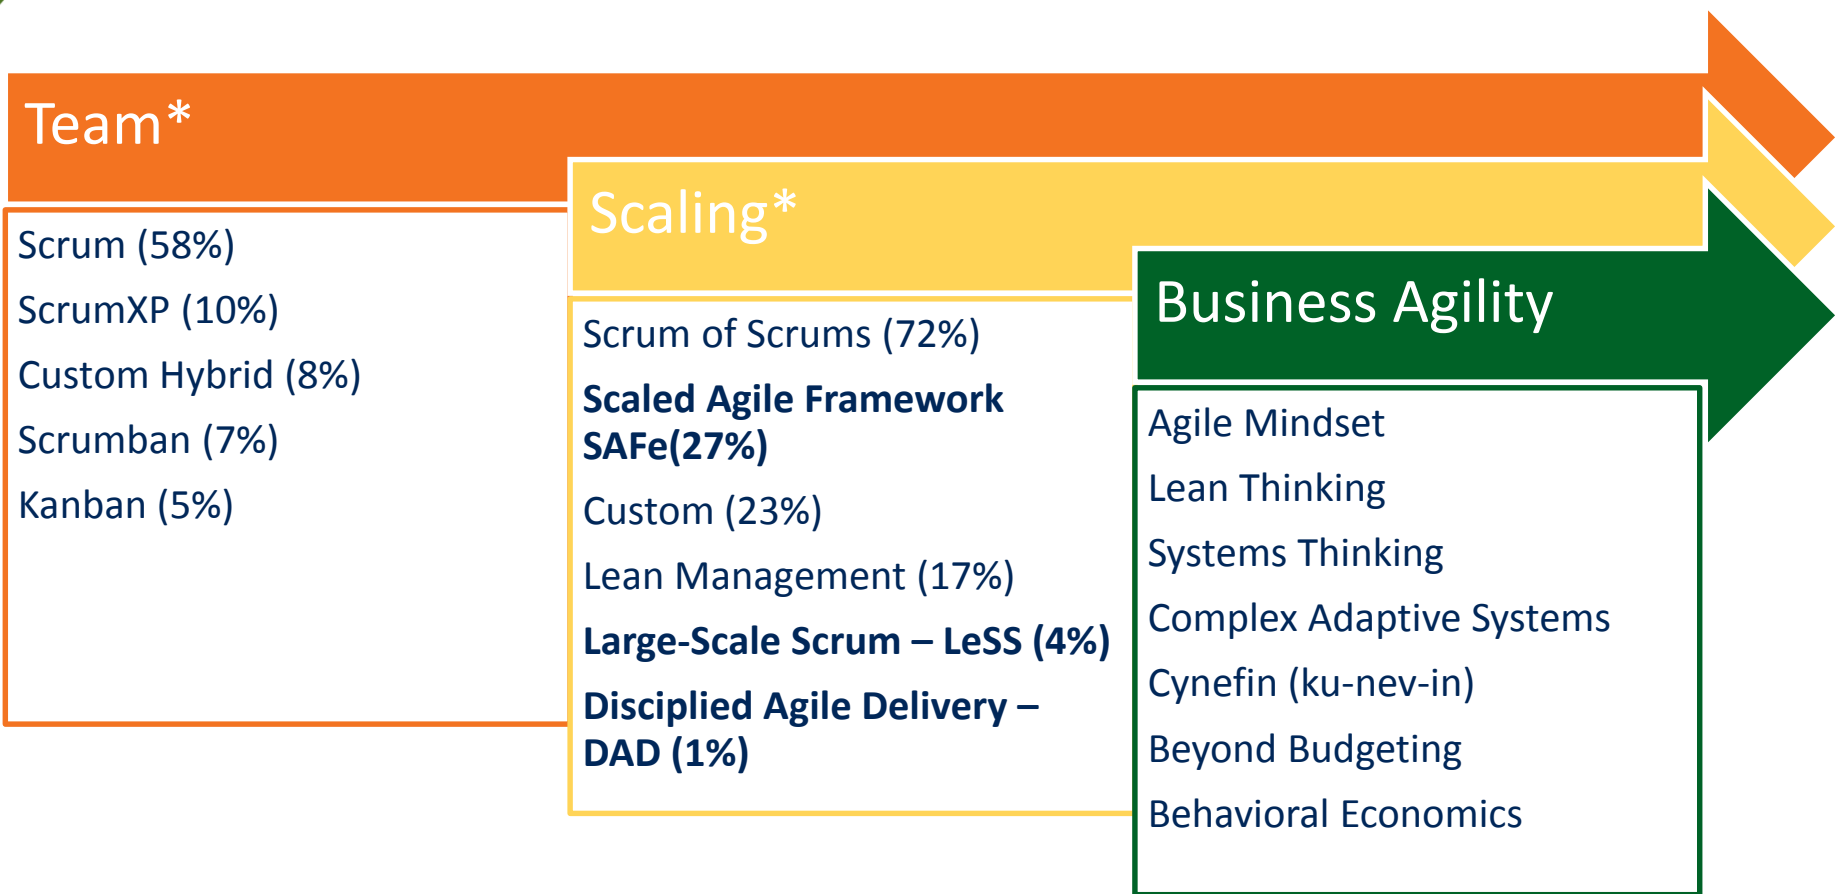 Team*
Scrum (58%)
ScrumXP (10%)
Custom Hybrid (8%)
Scrumban (7%)
Kanban (5%)
Scaling*
Scrum of Scrums (72%)
Scaled Agile Framework
SAFe(27%)
Custom (23%)
Lean Management (17%)
Large-Scale Scrum – LeSS (4%)
Disciplied Agile Delivery –
DAD (1%)
Business Agility
Agile Mindset
Lean Thinking
Systems Thinking
Complex Adaptive Systems
Cynefin (ku-nev-in)
Beyond Budgeting
Behavioral Economics